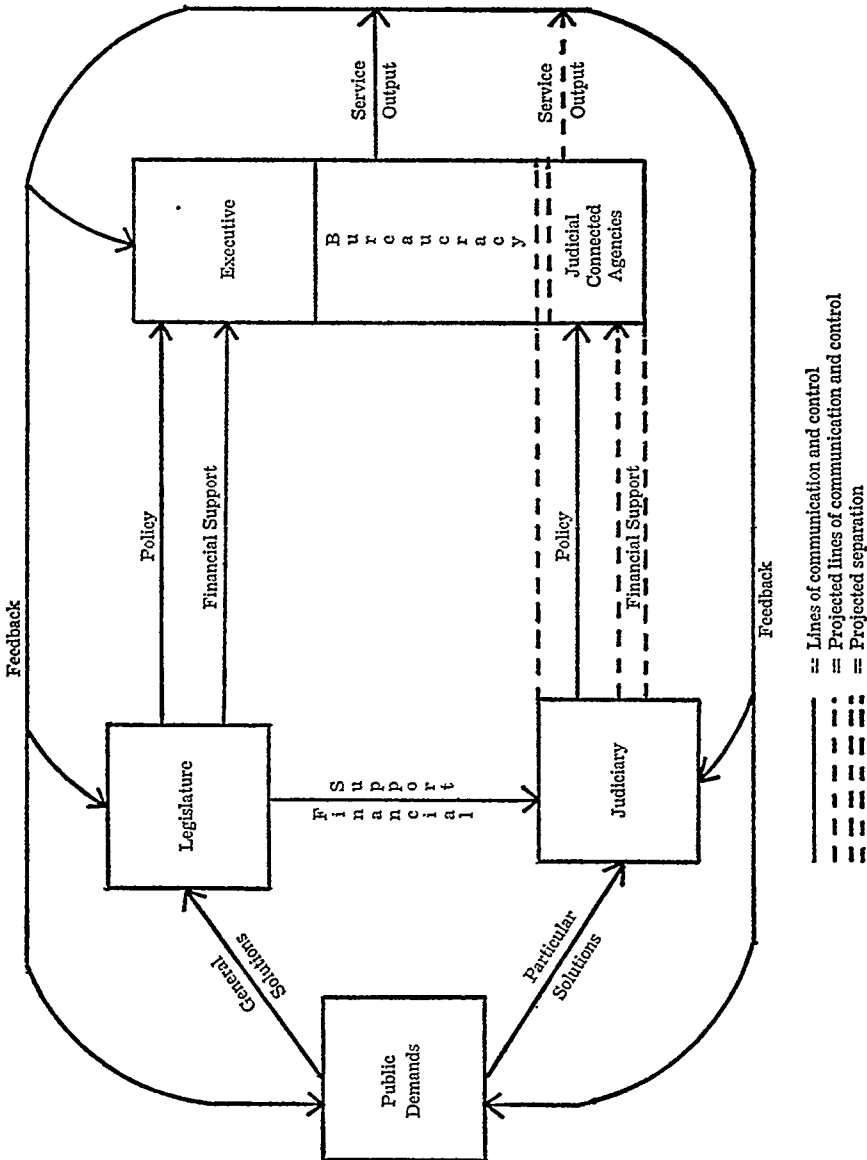 Feedback
General
Solutions
Legislature
Policy
Financial Support
Executive
Service
Output
Public
Demands
Financial
Support
Bureaucracy
Particular
Solutions
Judiciary
Policy
Financial Support
Judicial
Connected
Agencies
Service
Output
Feedback
= Lines of communication and control
= Projected lines of communication and control
= Projected separation